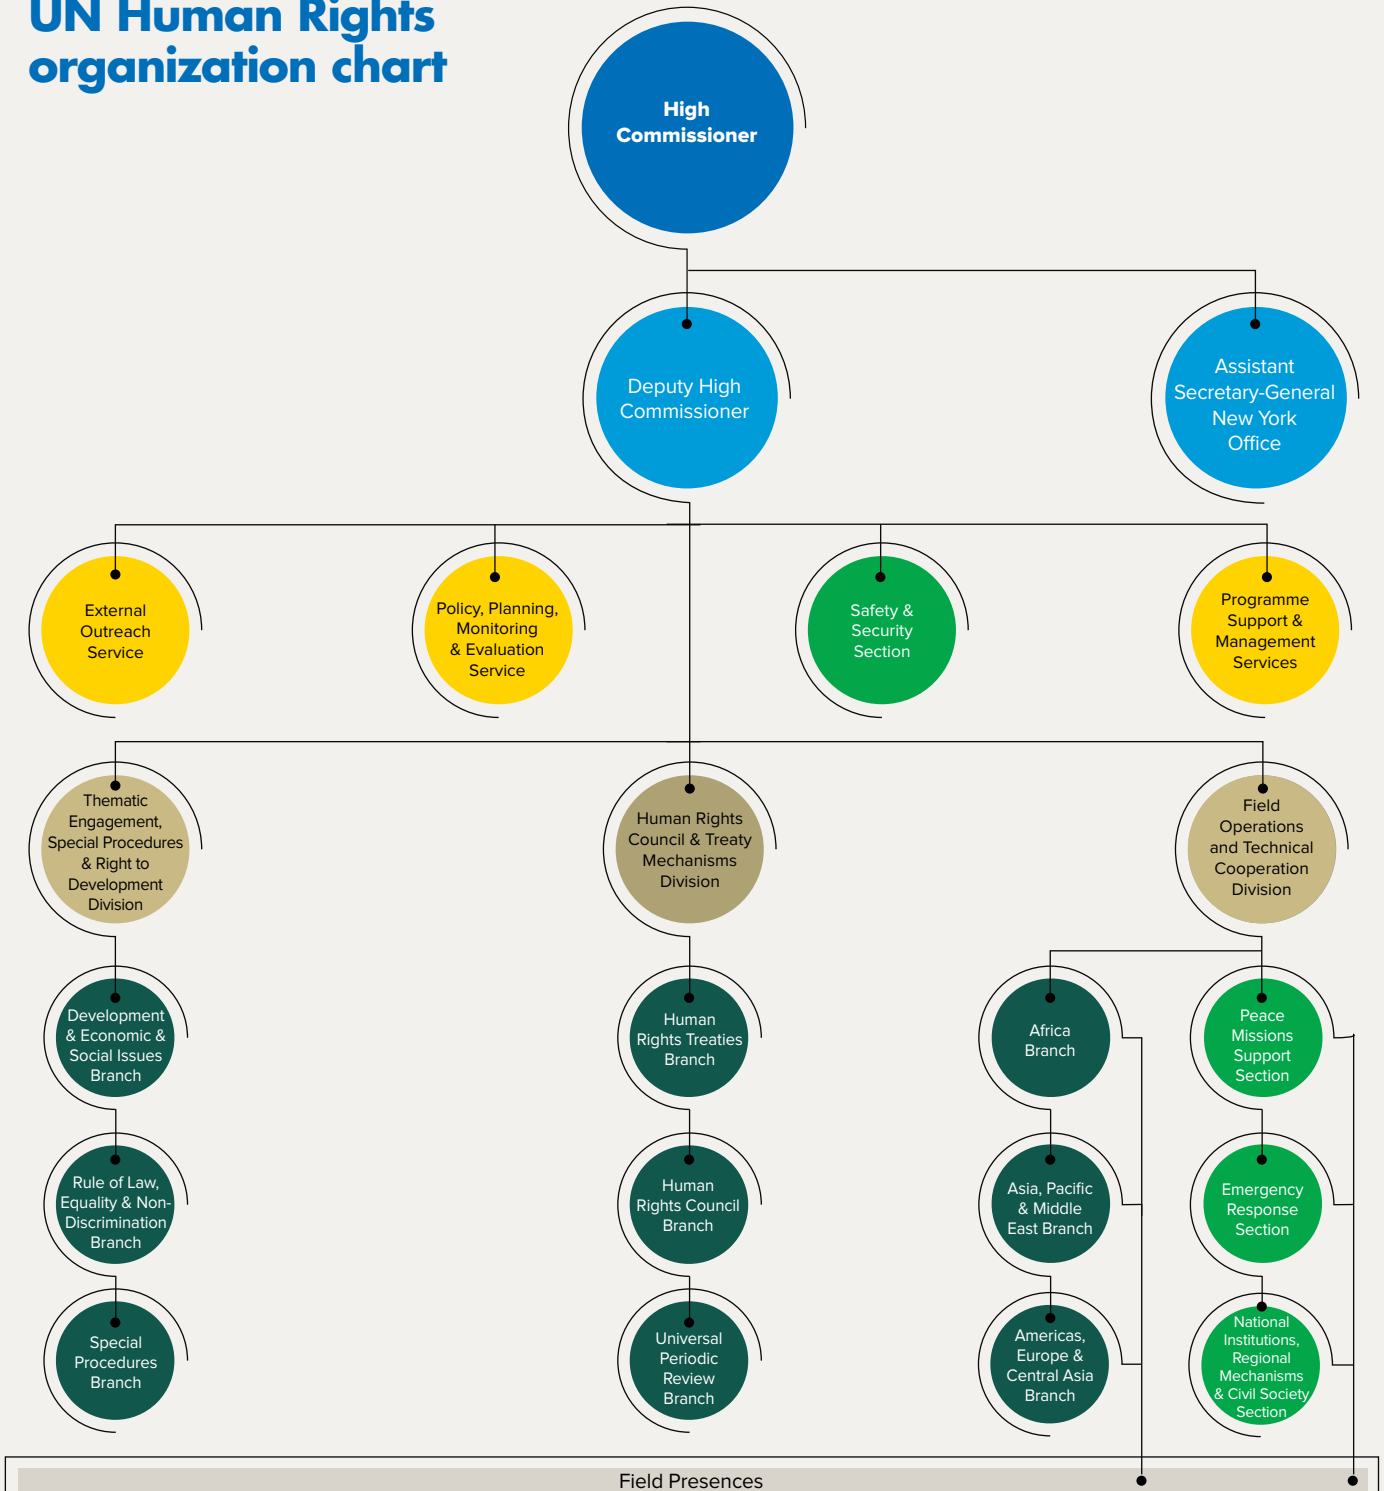 UN Human Rights
organization chart
High
Commissioner
Deputy High
Commissioner
Assistant
Secretary-General
New York
Office
External
Outreach
Service
Policy, Planning,
Monitoring
& Evaluation
Service
Safety &
Security
Section
Programme
Support &
Management
Services
Thematic
Engagement,
Special Procedures
& Right to
Development
Division
Human Rights
Council & Treaty
Mechanisms
Division
Field
Operations
and Technical
Cooperation
Division
Development
& Economic &
Social Issues
Branch
Human
Rights Treaties
Branch
Africa
Branch
Peace
Missions
Support
Section
Rule of Law,
Equality & Non-
Discrimination
Branch
Human
Rights Council
Branch
Asia, Pacific
& Middle
East Branch
Emergency
Response
Section
Special
Procedures
Branch
Universal
Periodic
Review
Branch
Americas,
Europe &
Central Asia
Branch
National
Institutions,
Regional
Mechanisms
& Civil Society
Section
Field Presences